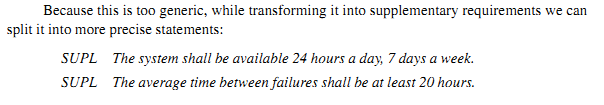 Because this is too generic, while transforming it into supplementary requirements we can
split it into more precise statements:
SUPL The system shall be available 24 hours a day, 7 days a week.
SUPL The average time between failures shall be at least 20 hours.